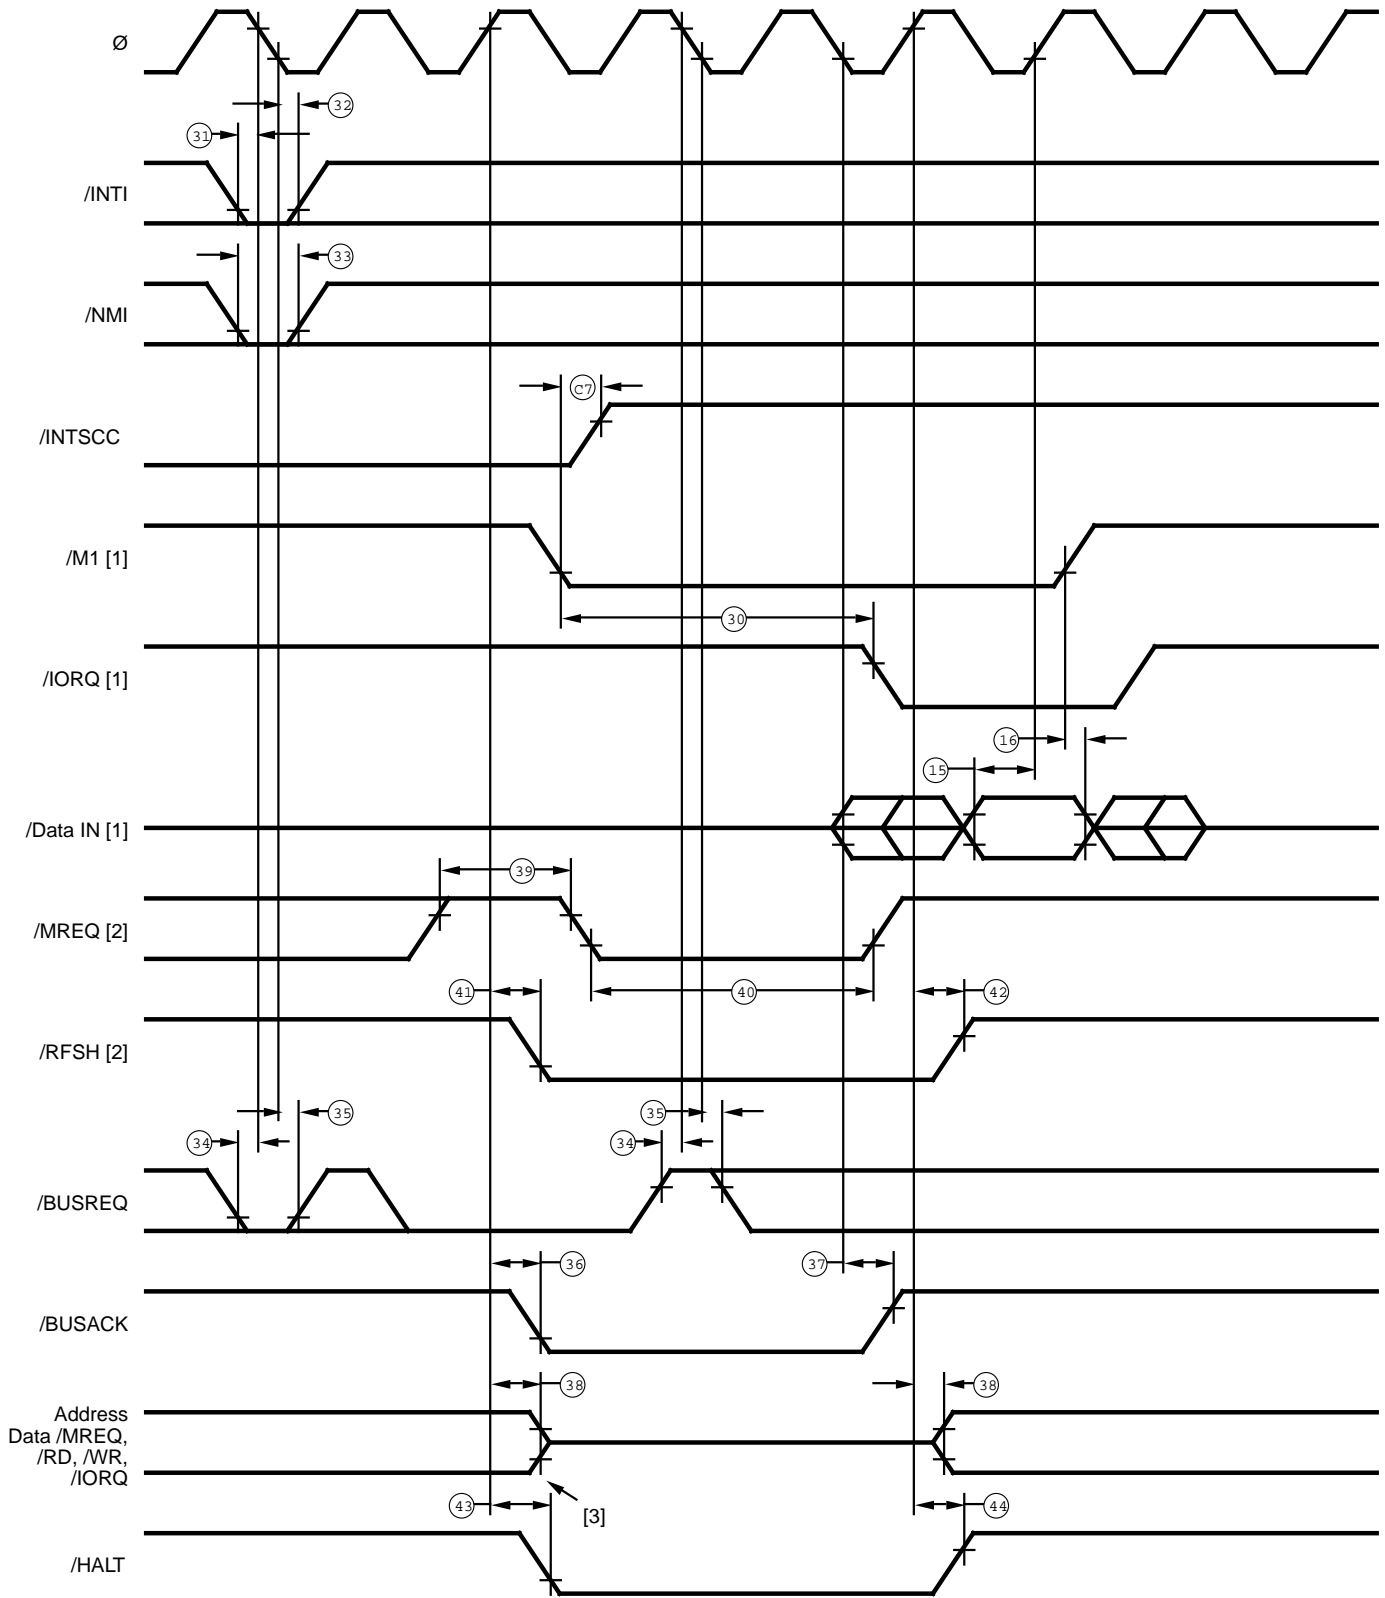 Ø
32
31
/INTI
33
/NMI
C7
/INTSCC
/M1 [1]
30
/IORQ [1]
16
15
/Data IN [1]
39
/MREQ [2]
41
40
42
/RFSH [2]
35
35
34
34
/BUSREQ
36
37
/BUSACK
38
38
Address
Data /MREQ,
/RD, /WR,
/IORQ
43
[3]
44
/HALT